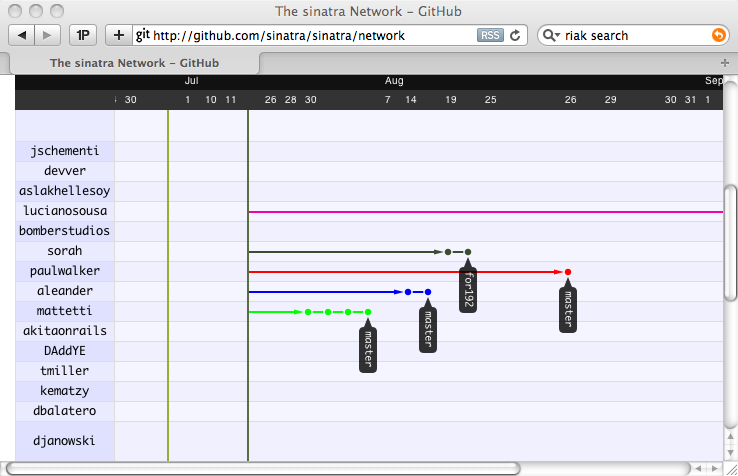 The sinatra Network – GitHub
1P
git http://github.com/sinatra/sinatra/network
RSS
riak search
The sinatra Network – GitHub
Jul Aug Sep
30 1 10 11 26 28 30 7 14 19 25 26 29 30 31 1
jschementi
devver
aslakhellesoy
lucianosousa
bomberstudios
sorah
paulwalker
for192
aleander
master
mattetti
master
akitaonrails
master
DAddYE
tmiller
kematzy
dbalatero
djanowski